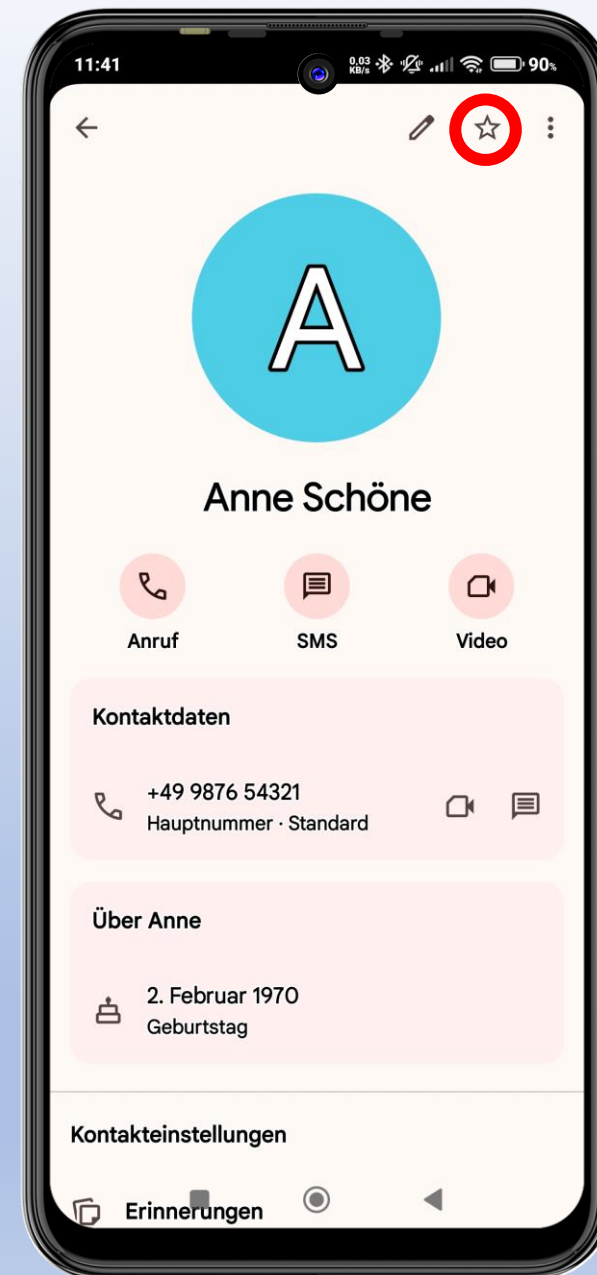 11:41
0,03 KB/s
90%
A
Anne Schöne
Anruf SMS Video
Kontaktdaten
+49 9876 54321
Hauptnummer · Standard
Über Anne
2. Februar 1970
Geburtstag
Kontakteinstellungen
Erinnerungen